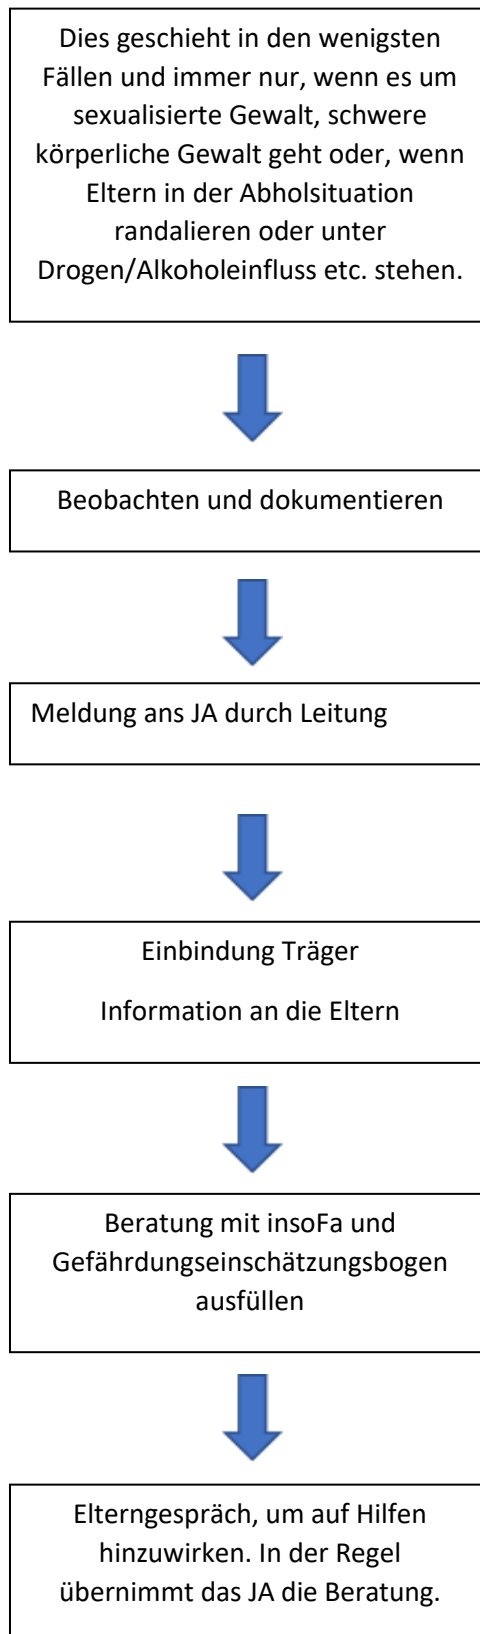 Dies geschieht in den wenigsten
Fällen und immer nur, wenn es um
sexualisierte Gewalt, schwere
körperliche Gewalt geht oder, wenn
Eltern in der Abholsituation
randalieren oder unter
Drogen/Alkoholeinfluss etc. stehen.
Beobachten und dokumentieren
Meldung ans JA durch Leitung
Einbindung Träger
Information an die Eltern
Beratung mit insoFa und
Gefährdungseinschätzungsbogen
ausfüllen
Elterngespräch, um auf Hilfen
hinzuwirken. In der Regel
übernimmt das JA die Beratung.